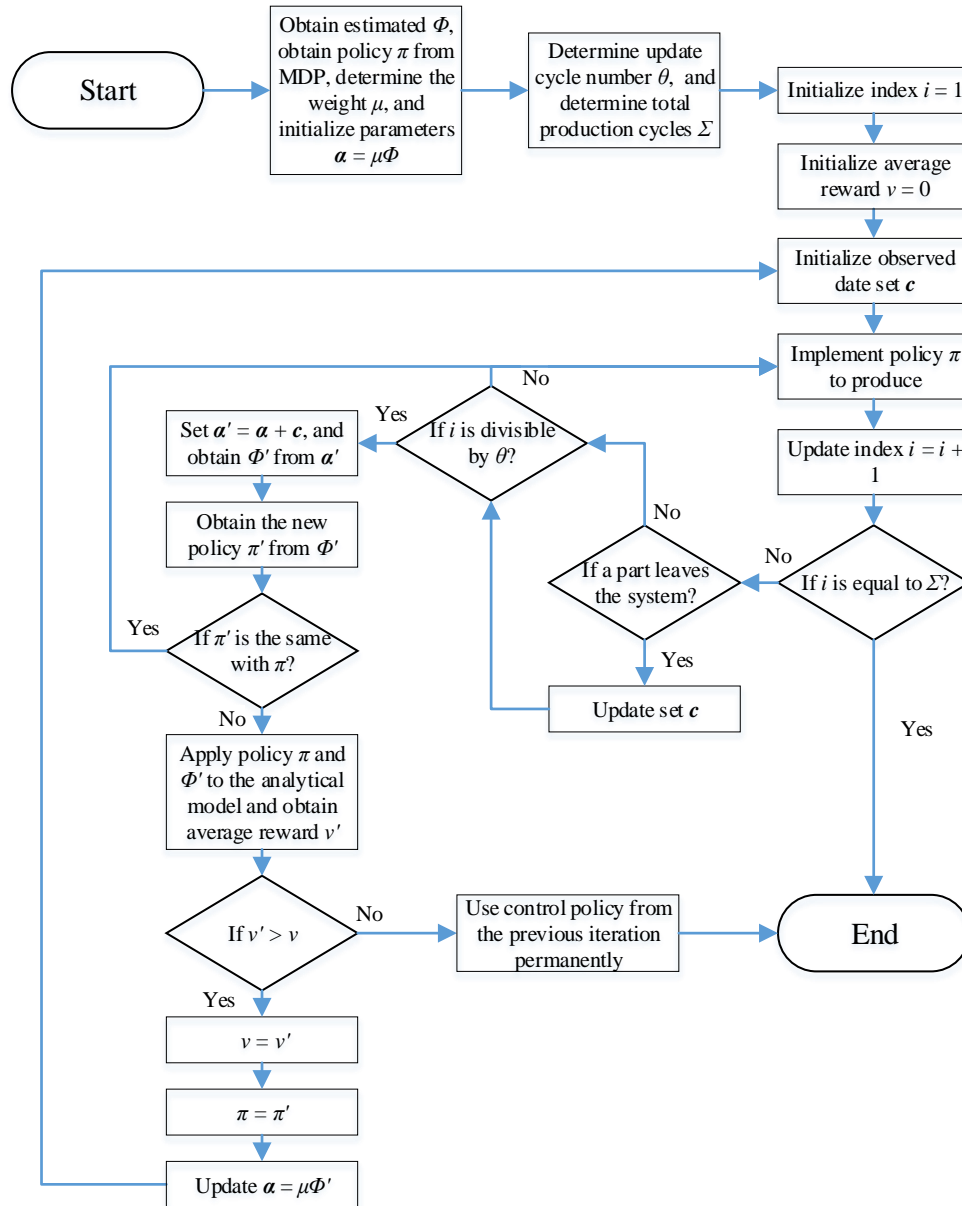 Start
Obtain estimated Φ,
obtain policy π from
MDP, determine the
weight μ, and
initialize parameters
α = μΦ
Determine update
cycle number θ, and
determine total
production cycles Σ
Initialize index i = 1
Initialize average
reward v = 0
Initialize observed
date set c
Implement policy π
to produce
Update index i = i +
1
If i is equal to Σ?
No
Yes
If a part leaves
the system?
No
Yes
Update set c
If i is divisible
by θ?
No
Yes
Set α' = α + c, and
obtain Φ' from α'
Obtain the new
policy π' from Φ'
If π' is the same
with π?
Yes
No
Apply policy π and
Φ' to the analytical
model and obtain
average reward v'
If v' > v
No
Use control policy from
the previous iteration
permanently
End
Yes
v = v'
π = π'
Update α = μΦ'